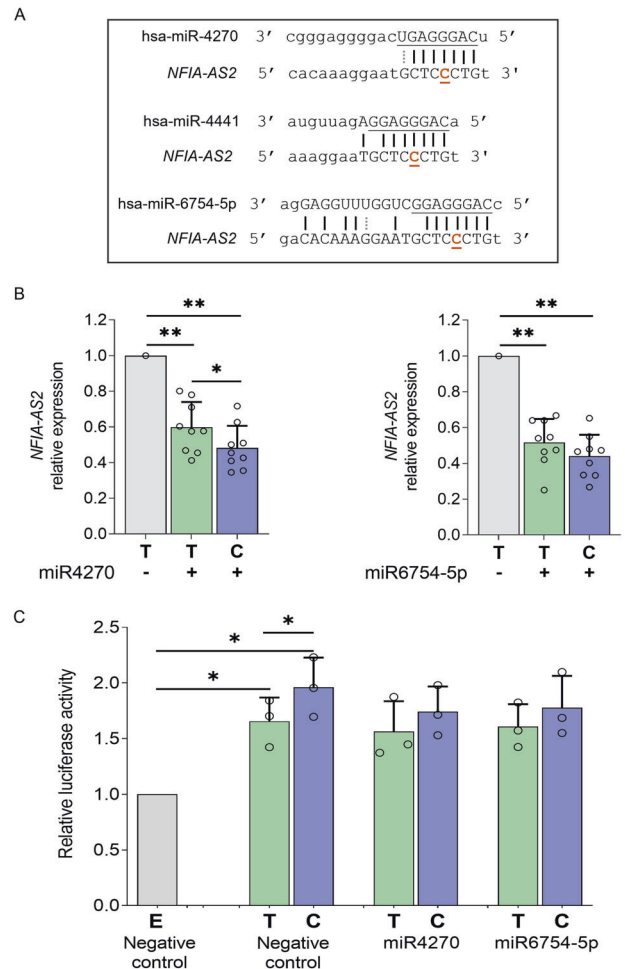 A
hsa-miR-4270 3′ cgggaggggacUGAGGGACu 5′
NFIA-AS2 5′ cacaaaggaatGCTCCCTGt 3'
hsa-miR-4441 3′ auguuagAGGAGGGACa 5′
NFIA-AS2 5′ aaaggaaTGCTCCCTGt 3'
hsa-miR-6754-5p 3′ agGAGGUUUGGUCGGAGGGACc 5′
NFIA-AS2 5′ gaCACAAAGGAATGCTCCCTGt 3′
B
** **
** * **
1.2 1.2
1.0 1.0
0.8 0.8
0.6 0.6
0.4 0.4
0.2 0.2
0.0 0.0
NFIA-AS2
relative expression
NFIA-AS2
relative expression
T T C T T C
miR4270 - + + miR6754-5p - + +
C
2.5
2.0
1.5
1.0
0.5
0.0
Relative luciferase activity
*
*
*
E T C T C T C
Negative control Negative control miR4270 miR6754-5p